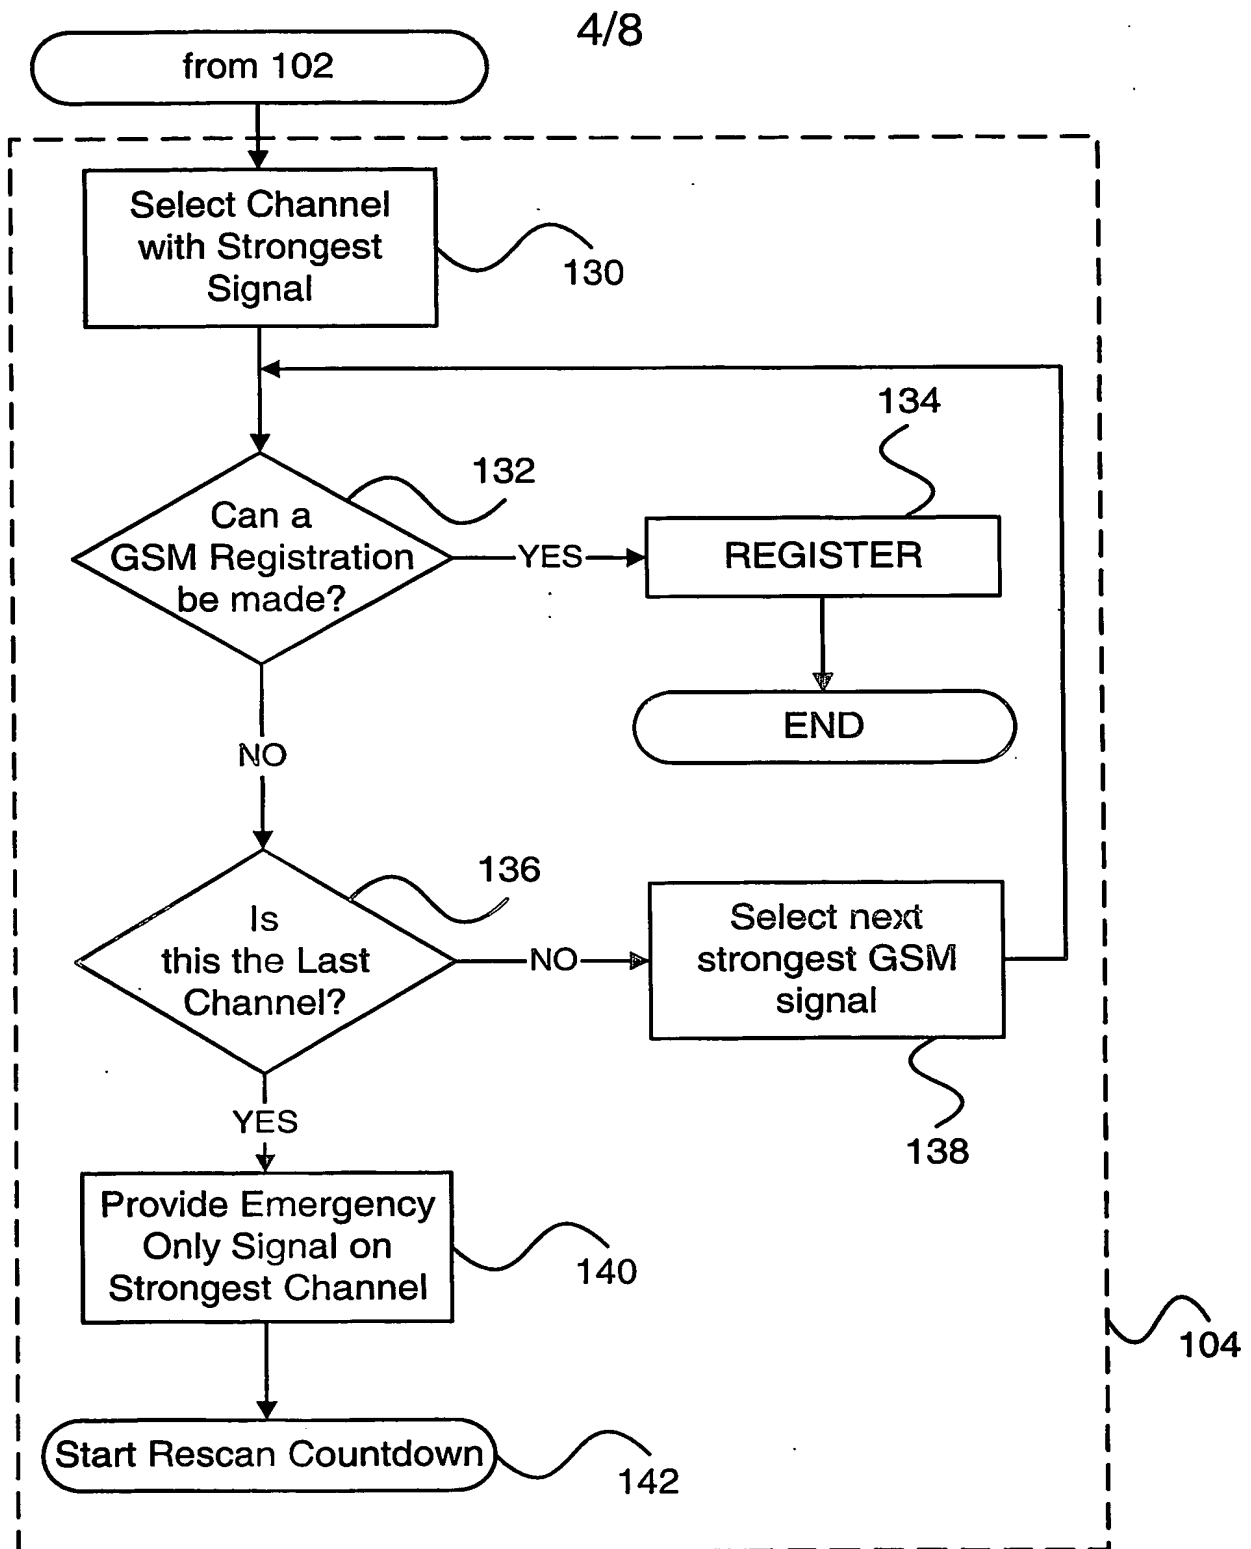 4/8
from 102
Select Channel
with Strongest
Signal
130
134
132
Can a
GSM Registration
be made?
YES
REGISTER
END
NO
136
Is
this the Last
Channel?
NO
Select next
strongest GSM
signal
138
YES
Provide Emergency
Only Signal on
Strongest Channel
140
104
Start Rescan Countdown
142